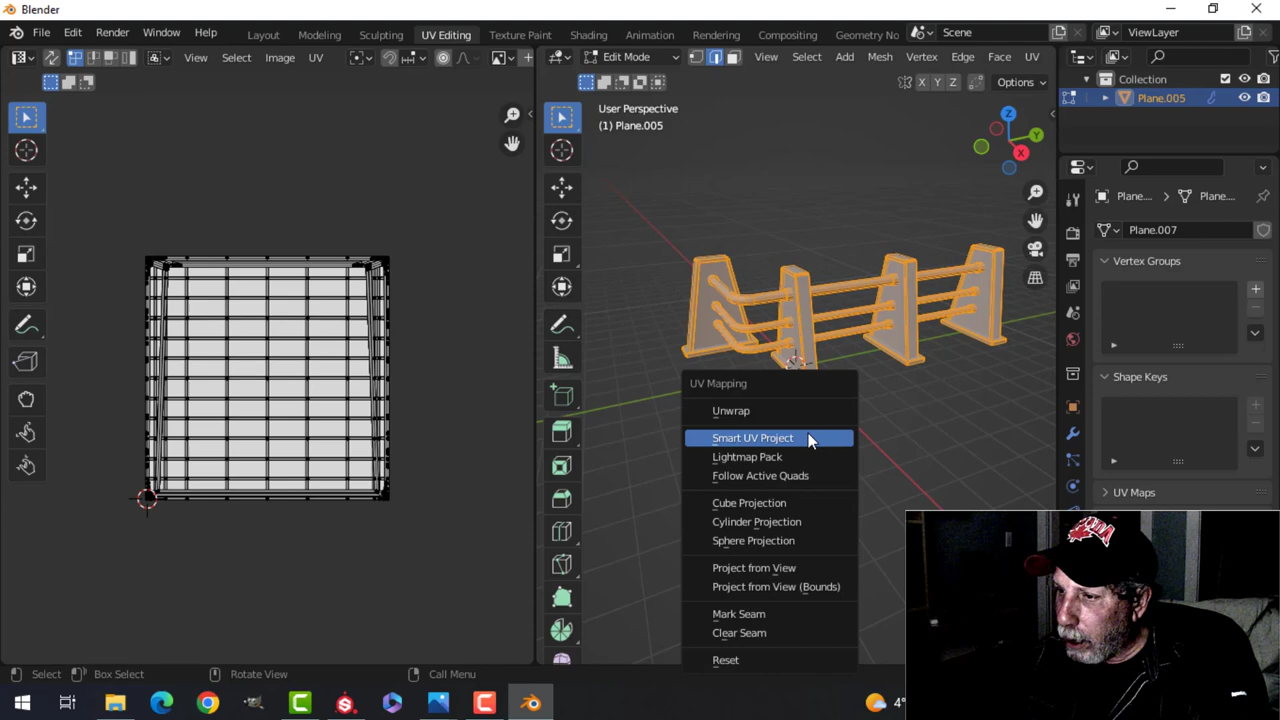 Blender
File Edit Render Window Help Layout Modeling Sculpting UV Editing Texture Paint Shading Animation Rendering Compositing Geometry No Scene ViewLayer
View Select Image UV Edit Mode View Select Add Mesh Vertex Edge Face UV
X Y Z Options
Collection
Plane.005
User Perspective
(1) Plane.005
Z
Y
X
Plane.... Plane....
Plane.007
Vertex Groups
Shape Keys
UV Maps
UV Mapping
Unwrap
Smart UV Project
Lightmap Pack
Follow Active Quads
Cube Projection
Cylinder Projection
Sphere Projection
Project from View
Project from View (Bounds)
Mark Seam
Clear Seam
Reset
Select Box Select Rotate View Call Menu
4°